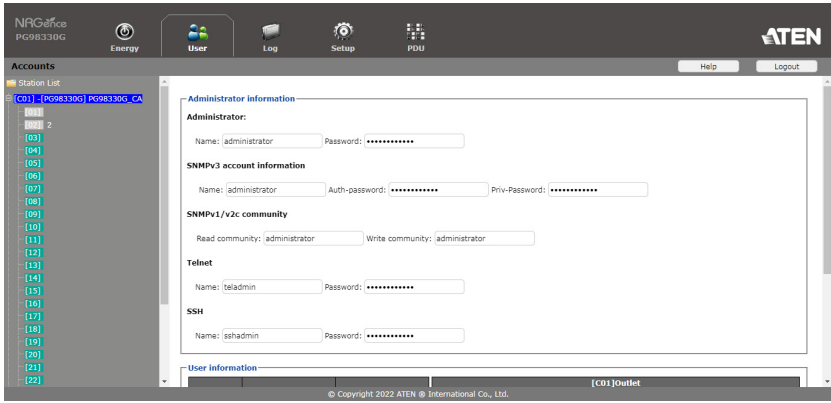 NRGence
PG98330G
Energy
User
Log
Setup
PDU
ATEN
Accounts
Help
Logout
Station List
[C01] -[PG98330G] PG98330G_CA
[01]
[02] 2
[03]
[04]
[05]
[06]
[07]
[08]
[09]
[10]
[11]
[12]
[13]
[14]
[15]
[16]
[17]
[18]
[19]
[20]
[21]
[22]
Administrator information
Administrator:
Name: administrator Password: ••••••••••••
SNMPv3 account information
Name: administrator Auth-password: •••••••••••• Priv-Password: ••••••••••••
SNMPv1/v2c community
Read community: administrator Write community: administrator
Telnet
Name: teladmin Password: ••••••••••••
SSH
Name: sshadmin Password: ••••••••••••
User information
[C01]Outlet
© Copyright 2022 ATEN ® International Co., Ltd.